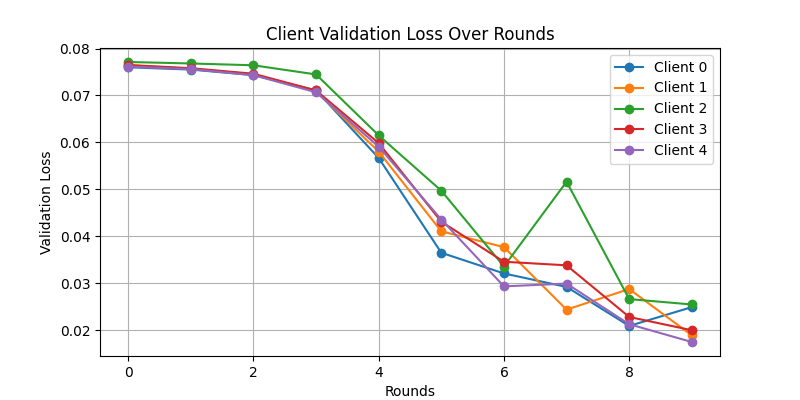 Client Validation Loss Over Rounds
Validation Loss
0.08
0.07
0.06
0.05
0.04
0.03
0.02
Client 0
Client 1
Client 2
Client 3
Client 4
0 2 4 6 8
Rounds